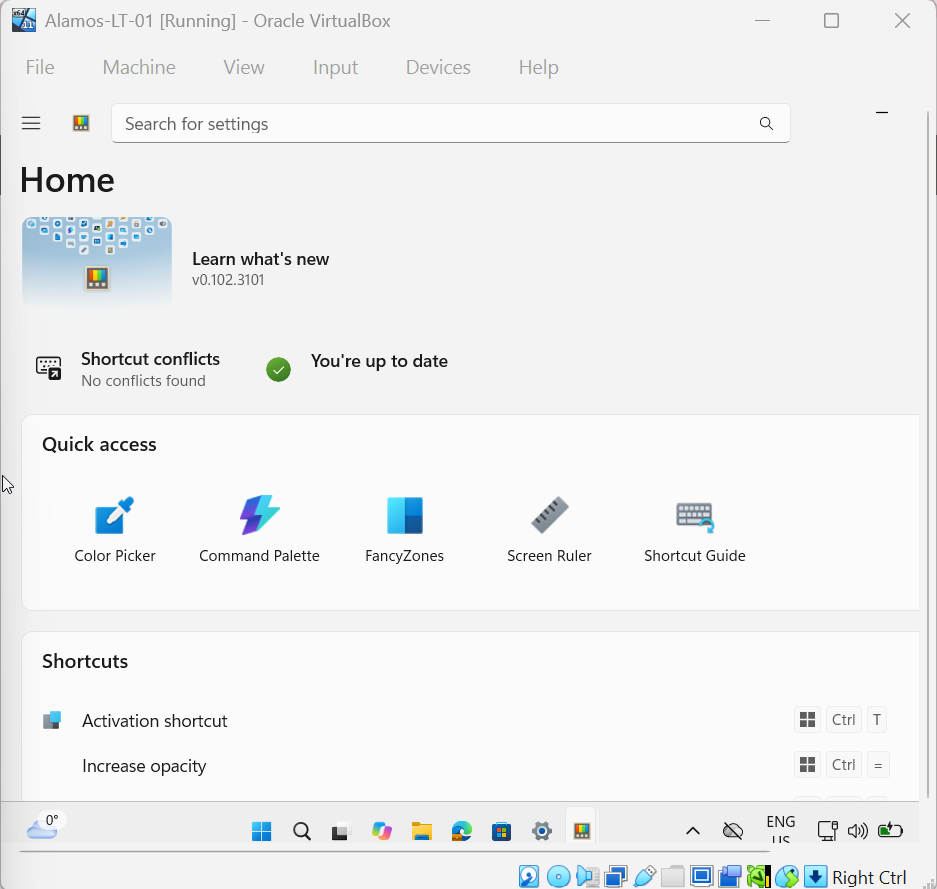 Alamos-LT-01 [Running] - Oracle VirtualBox
File Machine View Input Devices Help
Search for settings
Home
Learn what's new
v0.102.3101
Shortcut conflicts
No conflicts found
You're up to date
Quick access
Color Picker
Command Palette
FancyZones
Screen Ruler
Shortcut Guide
Shortcuts
Activation shortcut Ctrl T
Increase opacity Ctrl =
0°
ENG
US
Right Ctrl